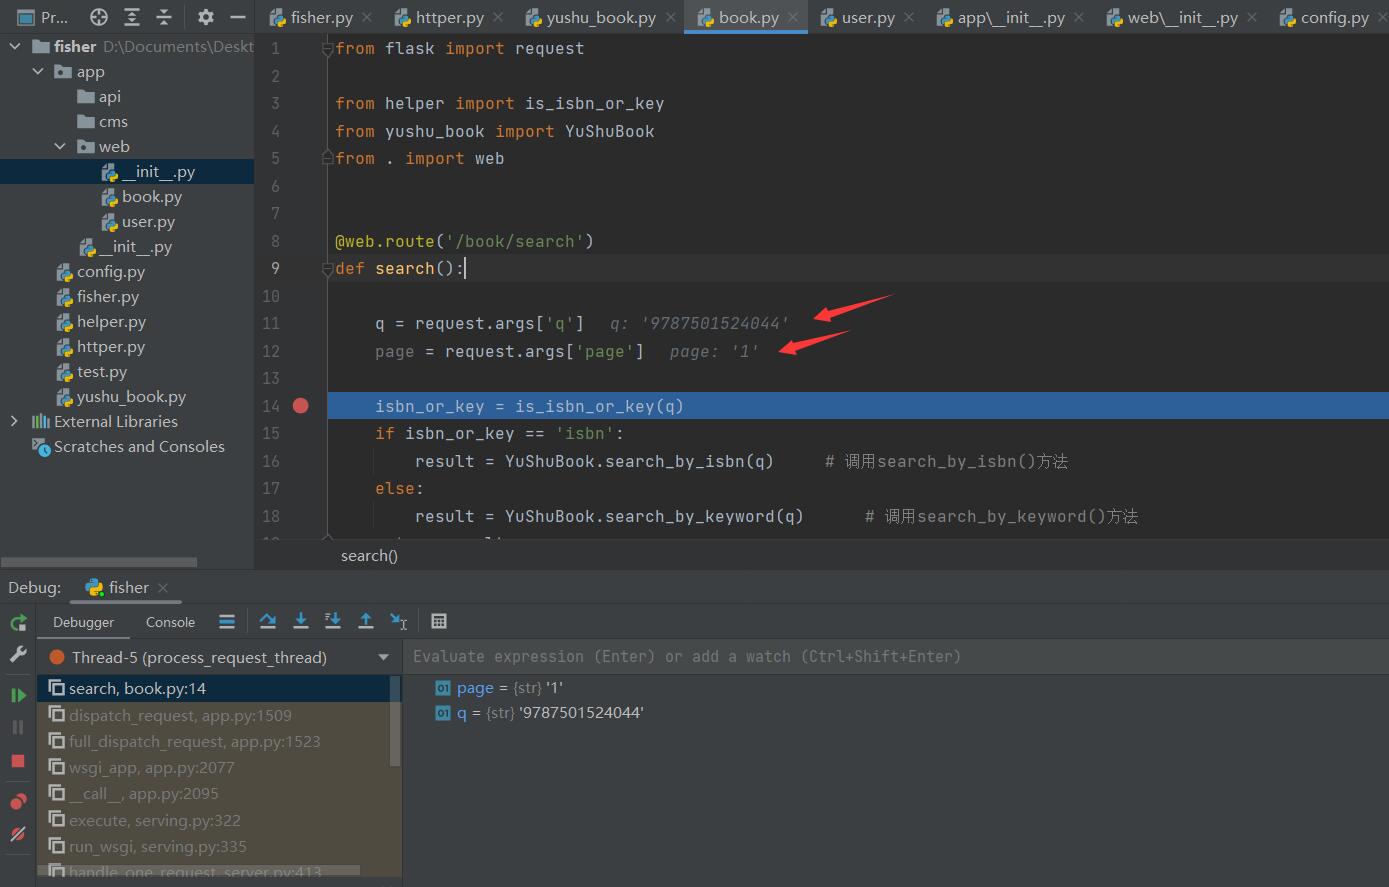 Pr...
fisher.py
httper.py
yushu_book.py
book.py
user.py
app\__init__.py
web\__init__.py
config.py
fisher D:\Documents\Deskt
app
api
cms
web
__init__.py
book.py
user.py
__init__.py
config.py
fisher.py
helper.py
httper.py
test.py
yushu_book.py
External Libraries
Scratches and Consoles
1 from flask import request
2
3 from helper import is_isbn_or_key
4 from yushu_book import YuShuBook
5 from . import web
6
7
8 @web.route('/book/search')
9 def search():
10
11 q = request.args['q'] q: '9787501524044'
12 page = request.args['page'] page: '1'
13
14 isbn_or_key = is_isbn_or_key(q)
15 if isbn_or_key == 'isbn':
16 result = YuShuBook.search_by_isbn(q) # 调用search_by_isbn()方法
17 else:
18 result = YuShuBook.search_by_keyword(q) # 调用search_by_keyword()方法
search()
Debug: fisher
Debugger Console
Thread-5 (process_request_thread)
search, book.py:14
dispatch_request, app.py:1509
full_dispatch_request, app.py:1523
wsgi_app, app.py:2077
__call__, app.py:2095
execute, serving.py:322
run_wsgi, serving.py:335
handle_one_request, server.py:413
Evaluate expression (Enter) or add a watch (Ctrl+Shift+Enter)
01 page = {str} '1'
01 q = {str} '9787501524044'